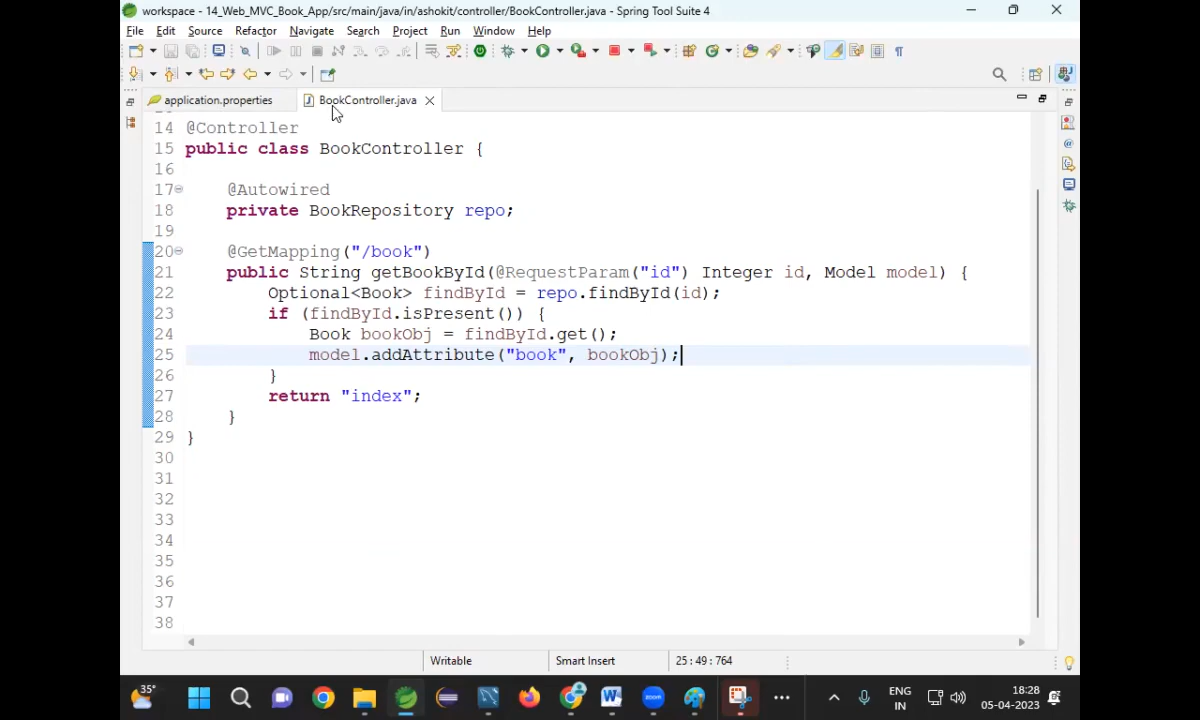 workspace - 14_Web_MVC_Book_App/src/main/java/in/ashokit/controller/BookController.java - Spring Tool Suite 4
File Edit Source Refactor Navigate Search Project Run Window Help
application.properties BookController.java
14 @Controller
15 public class BookController {
16
17 @Autowired
18 private BookRepository repo;
19
20 @GetMapping("/book")
21 public String getBookById(@RequestParam("id") Integer id, Model model) {
22 Optional<Book> findById = repo.findById(id);
23 if (findById.isPresent()) {
24 Book bookObj = findById.get();
25 model.addAttribute("book", bookObj);
26 }
27 return "index";
28 }
29 }
30
31
32
33
34
35
36
37
38
Writable Smart Insert 25 : 49 : 764
35° ENG IN 18:28 05-04-2023